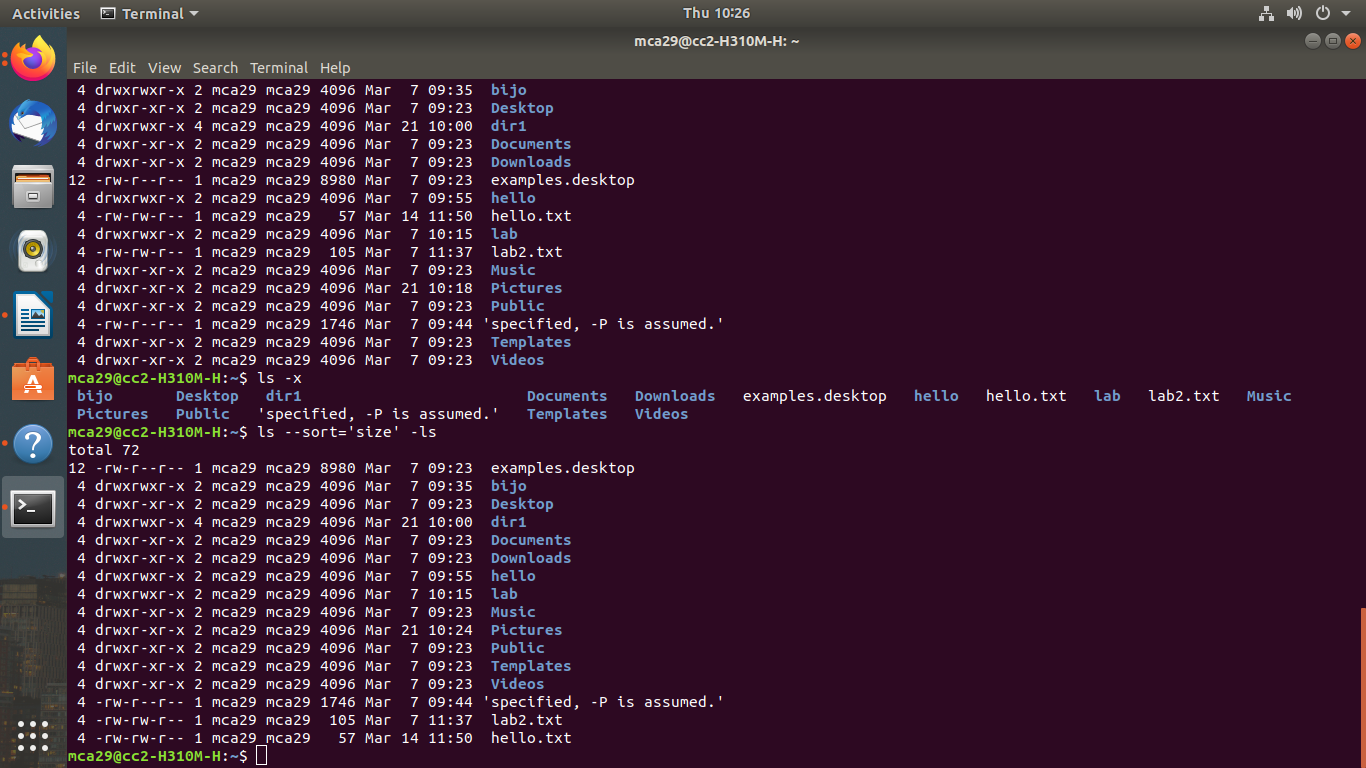 Activities Terminal Thu 10:26
mca29@cc2-H310M-H: ~
File Edit View Search Terminal Help
 4 drwxrwxr-x 2 mca29 mca29 4096 Mar  7 09:35  bijo
 4 drwxr-xr-x 2 mca29 mca29 4096 Mar  7 09:23  Desktop
 4 drwxrwxr-x 4 mca29 mca29 4096 Mar 21 10:00  dir1
 4 drwxr-xr-x 2 mca29 mca29 4096 Mar  7 09:23  Documents
 4 drwxr-xr-x 2 mca29 mca29 4096 Mar  7 09:23  Downloads
12 -rw-r--r-- 1 mca29 mca29 8980 Mar  7 09:23  examples.desktop
 4 drwxrwxr-x 2 mca29 mca29 4096 Mar  7 09:55  hello
 4 -rw-rw-r-- 1 mca29 mca29   57 Mar 14 11:50  hello.txt
 4 drwxrwxr-x 2 mca29 mca29 4096 Mar  7 10:15  lab
 4 -rw-rw-r-- 1 mca29 mca29  105 Mar  7 11:37  lab2.txt
 4 drwxr-xr-x 2 mca29 mca29 4096 Mar  7 09:23  Music
 4 drwxr-xr-x 2 mca29 mca29 4096 Mar 21 10:18  Pictures
 4 drwxr-xr-x 2 mca29 mca29 4096 Mar  7 09:23  Public
 4 -rw-r--r-- 1 mca29 mca29 1746 Mar  7 09:44 'specified, -P is assumed.'
 4 drwxr-xr-x 2 mca29 mca29 4096 Mar  7 09:23  Templates
 4 drwxr-xr-x 2 mca29 mca29 4096 Mar  7 09:23  Videos
mca29@cc2-H310M-H:~$ ls -x
 bijo       Desktop   dir1                         Documents   Downloads   examples.desktop   hello   hello.txt   lab   lab2.txt   Music
 Pictures   Public   'specified, -P is assumed.'   Templates   Videos
mca29@cc2-H310M-H:~$ ls --sort='size' -ls
total 72
12 -rw-r--r-- 1 mca29 mca29 8980 Mar  7 09:23  examples.desktop
 4 drwxrwxr-x 2 mca29 mca29 4096 Mar  7 09:35  bijo
 4 drwxr-xr-x 2 mca29 mca29 4096 Mar  7 09:23  Desktop
 4 drwxrwxr-x 4 mca29 mca29 4096 Mar 21 10:00  dir1
 4 drwxr-xr-x 2 mca29 mca29 4096 Mar  7 09:23  Documents
 4 drwxr-xr-x 2 mca29 mca29 4096 Mar  7 09:23  Downloads
 4 drwxrwxr-x 2 mca29 mca29 4096 Mar  7 09:55  hello
 4 drwxrwxr-x 2 mca29 mca29 4096 Mar  7 10:15  lab
 4 drwxr-xr-x 2 mca29 mca29 4096 Mar  7 09:23  Music
 4 drwxr-xr-x 2 mca29 mca29 4096 Mar 21 10:24  Pictures
 4 drwxr-xr-x 2 mca29 mca29 4096 Mar  7 09:23  Public
 4 drwxr-xr-x 2 mca29 mca29 4096 Mar  7 09:23  Templates
 4 drwxr-xr-x 2 mca29 mca29 4096 Mar  7 09:23  Videos
 4 -rw-r--r-- 1 mca29 mca29 1746 Mar  7 09:44 'specified, -P is assumed.'
 4 -rw-rw-r-- 1 mca29 mca29  105 Mar  7 11:37  lab2.txt
 4 -rw-rw-r-- 1 mca29 mca29   57 Mar 14 11:50  hello.txt
mca29@cc2-H310M-H:~$